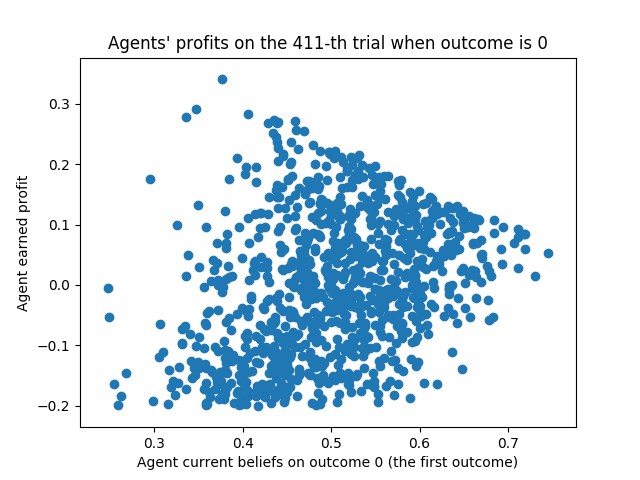 Agents' profits on the 411-th trial when outcome is 0
Agent earned profit
0.3
0.2
0.1
0.0
−0.1
−0.2
0.3 0.4 0.5 0.6 0.7
Agent current beliefs on outcome 0 (the first outcome)